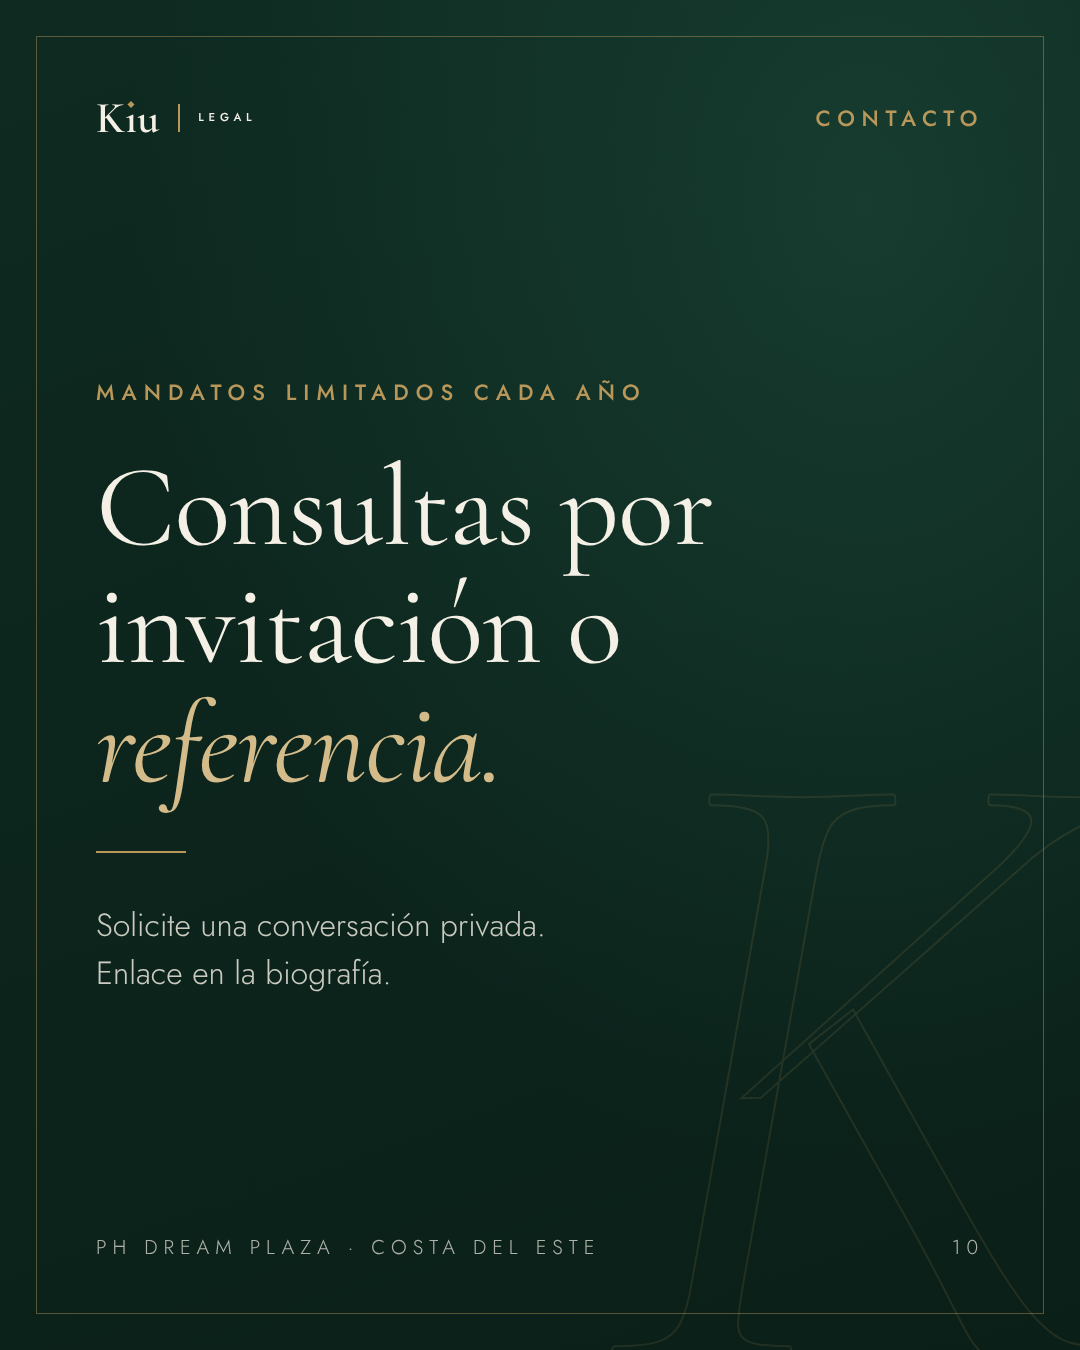 Kiu | LEGAL
CONTACTO
MANDATOS LIMITADOS CADA AÑO
Consultas por
invitación o
referencia.
Solicite una conversación privada.
Enlace en la biografía.
PH DREAM PLAZA · COSTA DEL ESTE
10
K